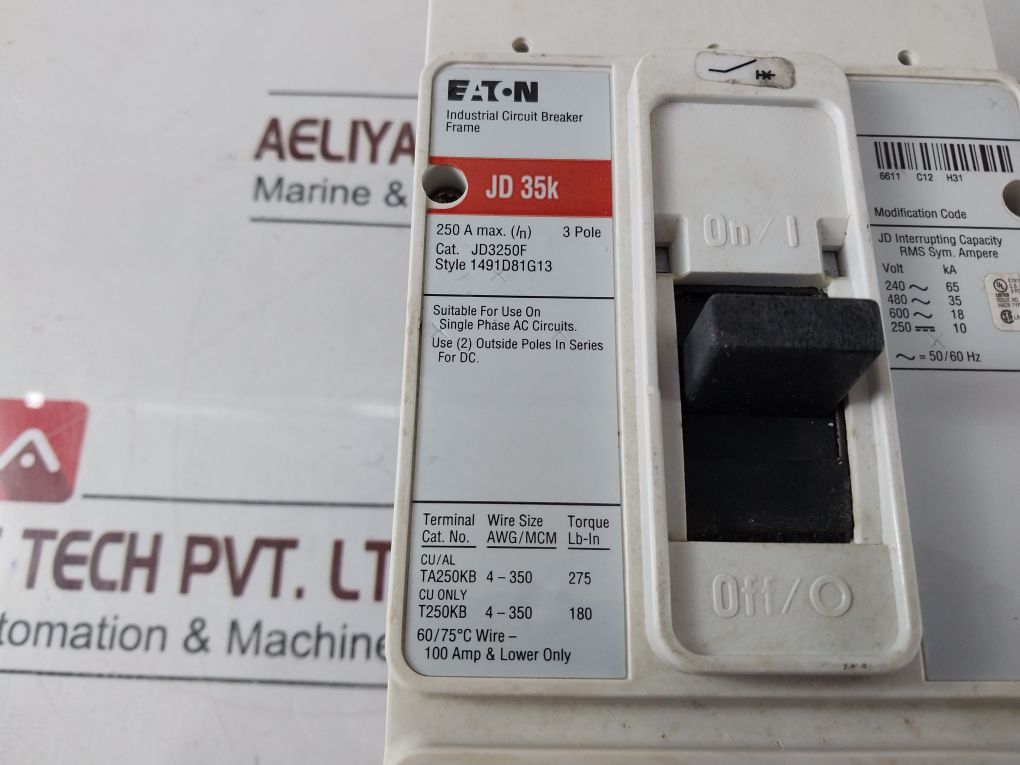 AELIYA
Marine &
TECH PVT. LT
tomation & Machine
EATON
Industrial Circuit Breaker
Frame
JD 35k
250 A max. (In) 3 Pole
Cat. JD3250F
Style 1491D81G13
Suitable For Use On
Single Phase AC Circuits.
Use (2) Outside Poles In Series
For DC.
Terminal Wire Size Torque
Cat. No. AWG/MCM Lb-In
CU/AL
TA250KB 4 – 350 275
CU ONLY
T250KB 4 – 350 180
60/75°C Wire –
100 Amp & Lower Only
On / I
Off / O
6611 C12 H31
Modification Code
JD Interrupting Capacity
RMS Sym. Ampere
Volt kA
240 ~ 65
480 ~ 35
600 ~ 18
250 ⎓ 10
~ = 50/60 Hz